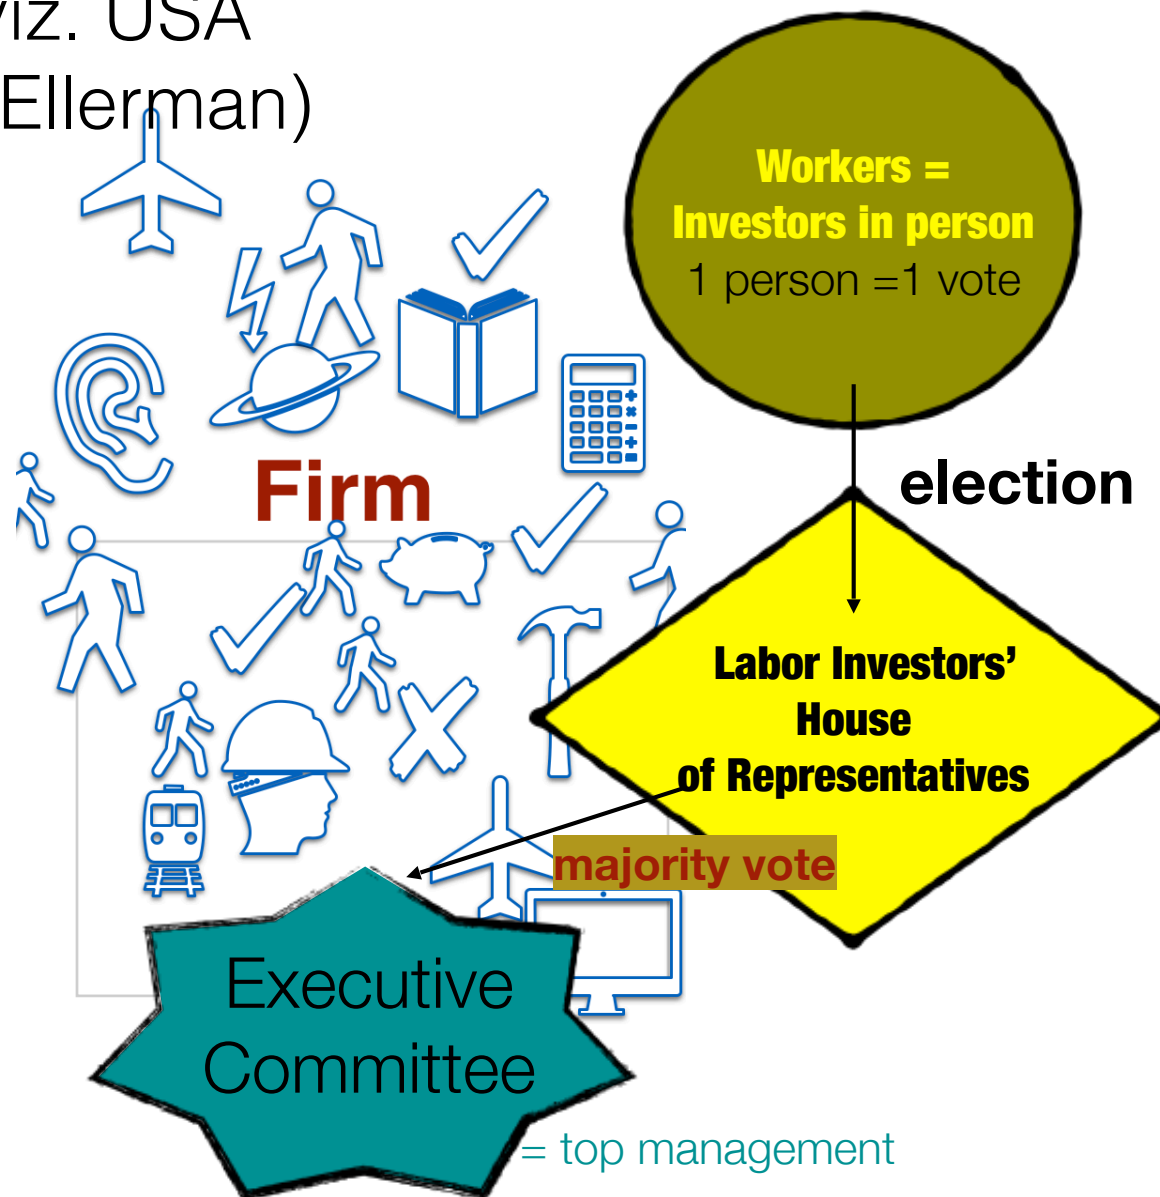 viz. USA
Ellerman)
Workers =
Investors in person
1 person =1 vote
Firm
election
Labor Investors’
House
of Representatives
majority vote
Executive
Committee
= top management